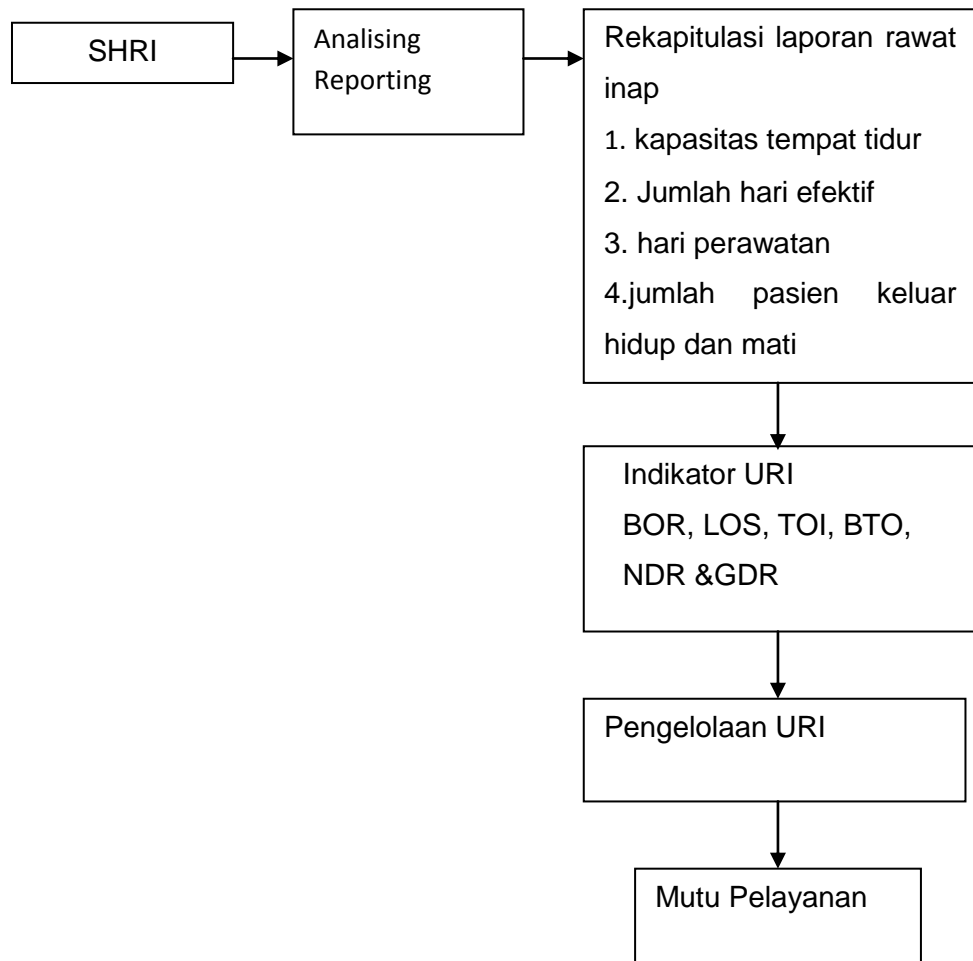 SHRI
Analising
Reporting
Rekapitulasi laporan rawat
inap
1. kapasitas tempat tidur
2. Jumlah hari efektif
3. hari perawatan
4.jumlah pasien keluar
hidup dan mati
Indikator URI
BOR, LOS, TOI, BTO,
NDR &GDR
Pengelolaan URI
Mutu Pelayanan